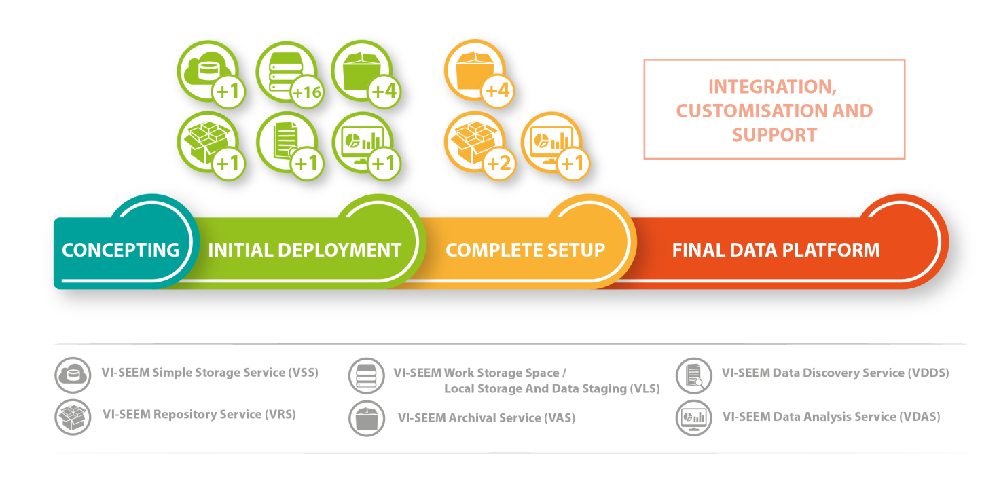 +1
+16
+4
+1
+1
+1
+4
+2
+1
INTEGRATION,
CUSTOMISATION AND
SUPPORT
CONCEPTING
INITIAL DEPLOYMENT
COMPLETE SETUP
FINAL DATA PLATFORM
VI-SEEM Simple Storage Service (VSS)
VI-SEEM Repository Service (VRS)
VI-SEEM Work Storage Space /
Local Storage And Data Staging (VLS)
VI-SEEM Archival Service (VAS)
VI-SEEM Data Discovery Service (VDDS)
VI-SEEM Data Analysis Service (VDAS)